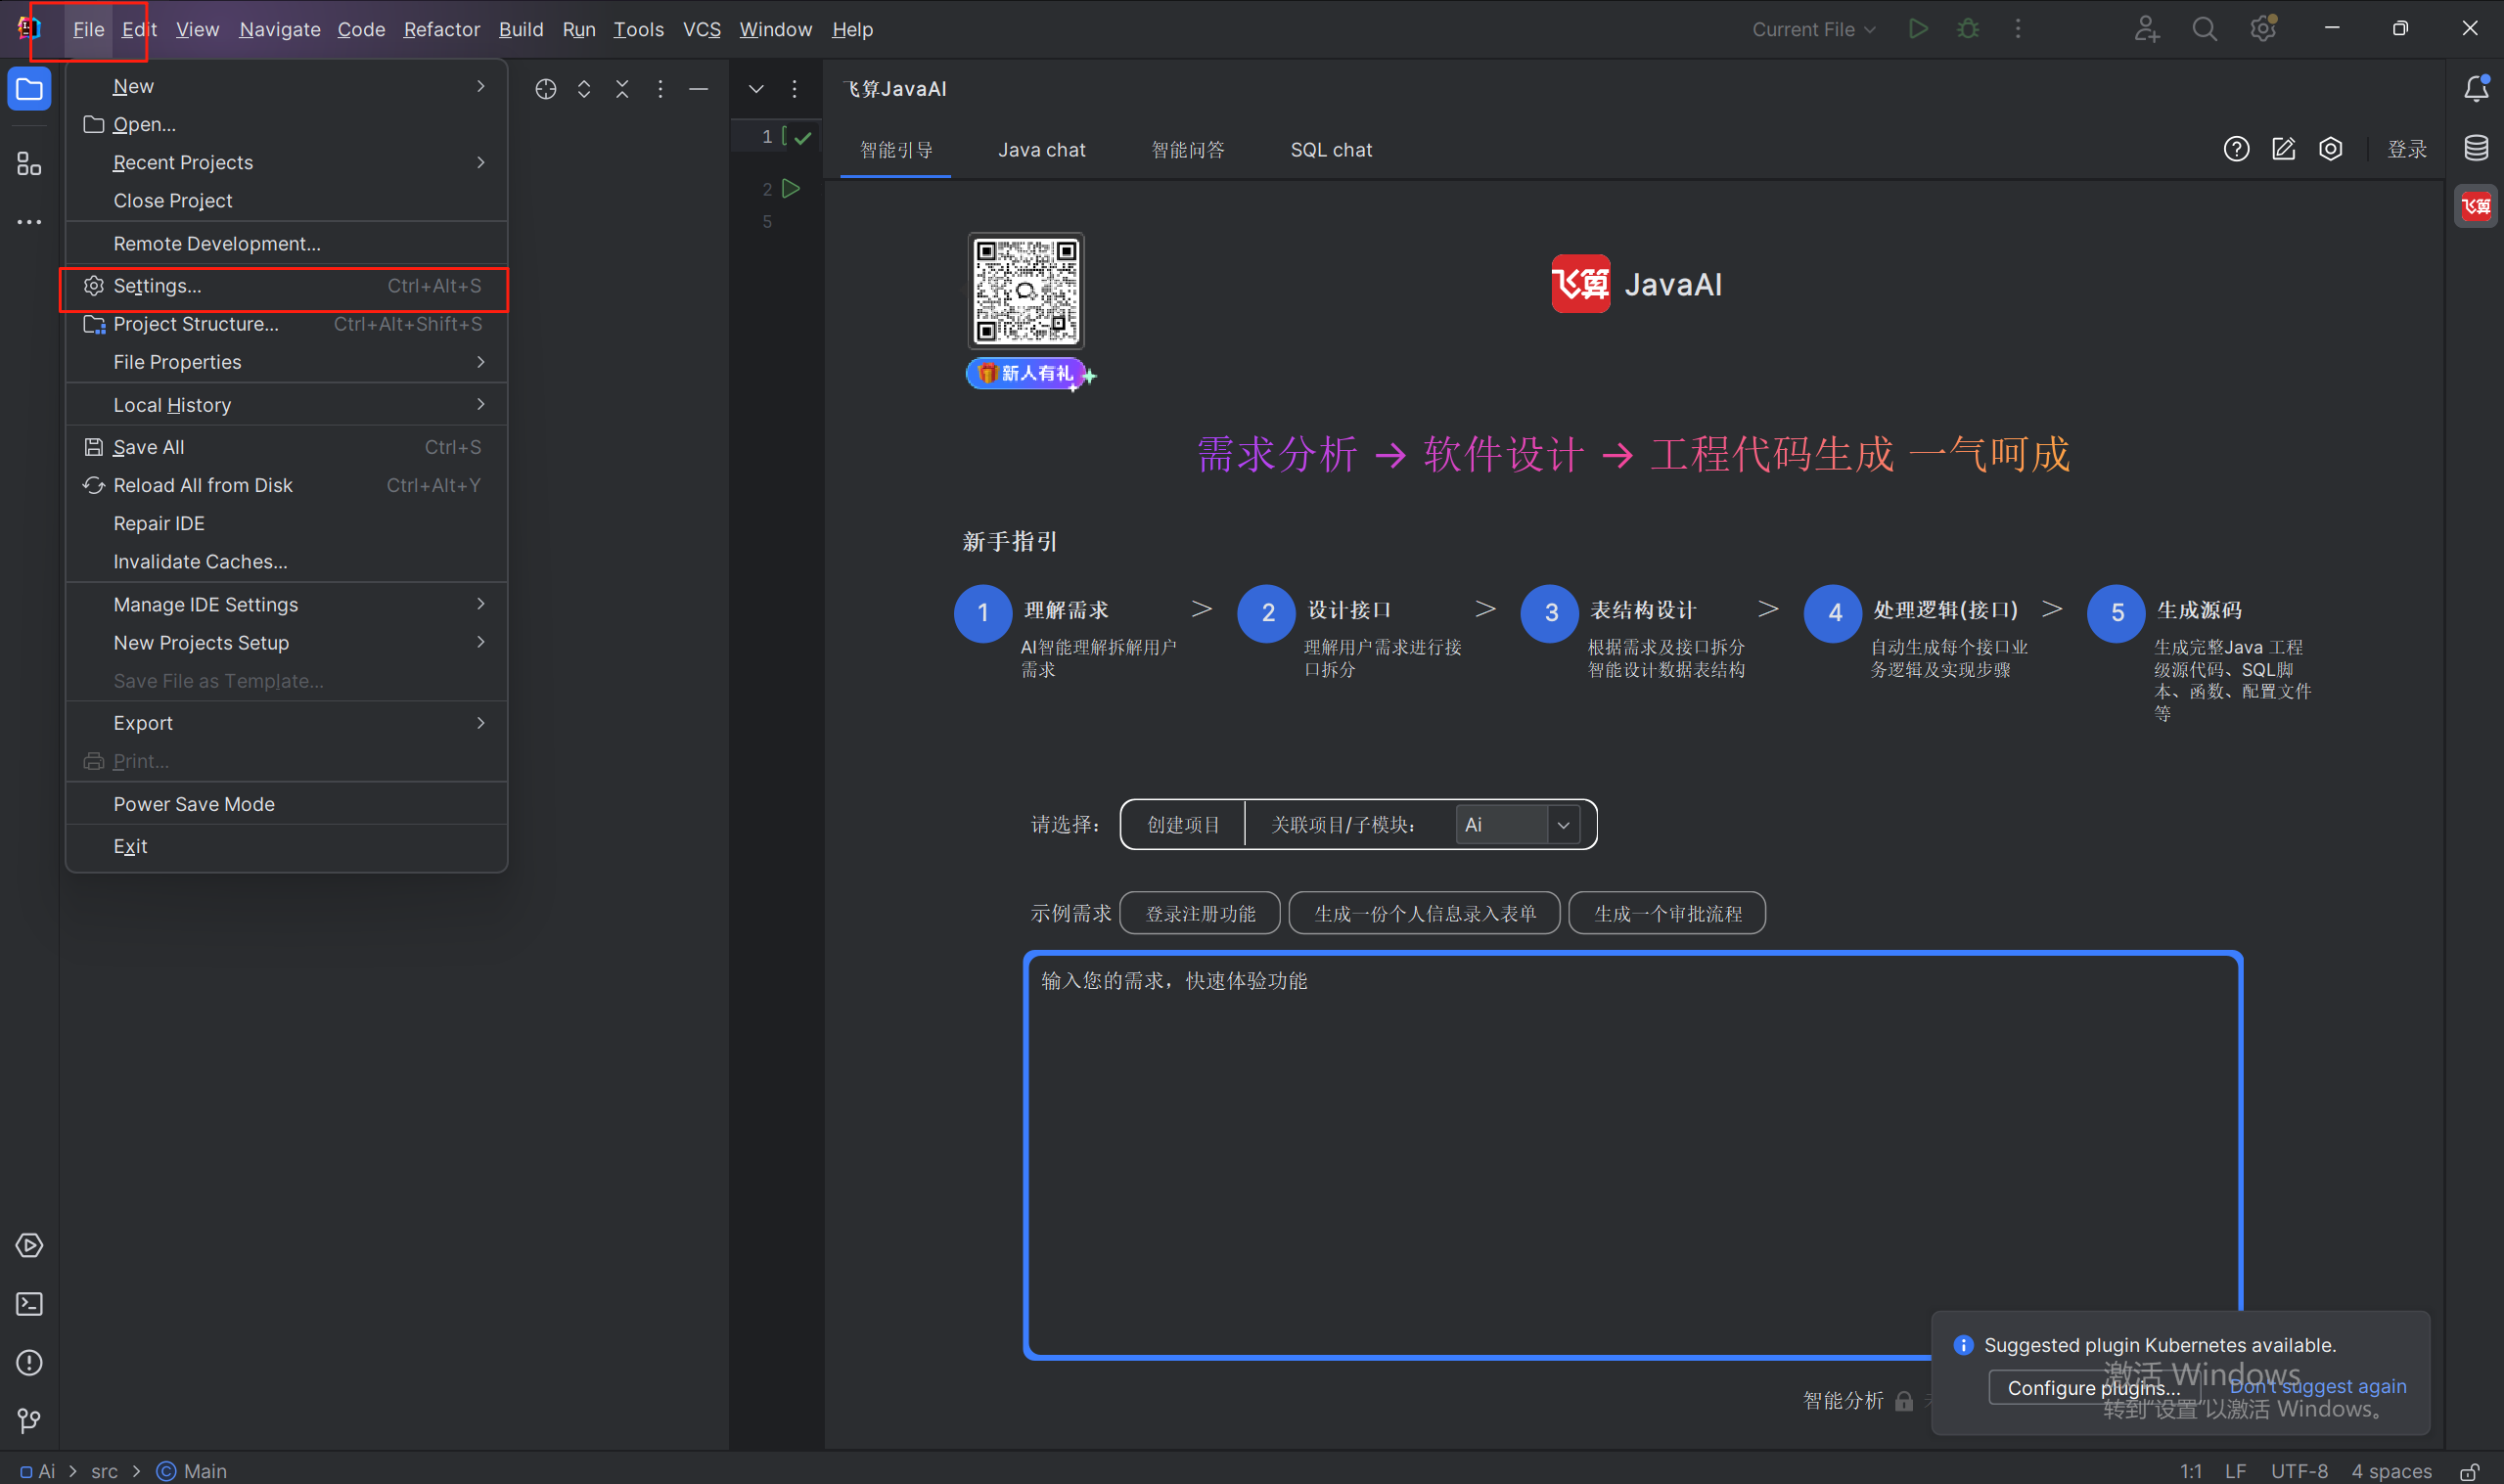 File Edit View Navigate Code Refactor Build Run Tools VCS Window Help
Current File
New
Open...
Recent Projects
Close Project
Remote Development...
Settings... Ctrl+Alt+S
Project Structure... Ctrl+Alt+Shift+S
File Properties
Local History
Save All Ctrl+S
Reload All from Disk Ctrl+Alt+Y
Repair IDE
Invalidate Caches...
Manage IDE Settings
New Projects Setup
Save File as Template...
Export
Print...
Power Save Mode
Exit
1
2
5
飞算JavaAI
智能引导 Java chat 智能问答 SQL chat
登录
飞算
新人有礼
飞算 JavaAI
需求分析 → 软件设计 → 工程代码生成 一气呵成
新手指引
1 理解需求 >
AI智能理解拆解用户
需求
2 设计接口 >
理解用户需求进行接
口拆分
3 表结构设计 >
根据需求及接口拆分
智能设计数据表结构
4 处理逻辑(接口) >
自动生成每个接口业
务逻辑及实现步骤
5 生成源码
生成完整Java 工程
级源代码、SQL脚
本、函数、配置文件
等
请选择： 创建项目 关联项目/子模块： Ai
示例需求 登录注册功能 生成一份个人信息录入表单 生成一个审批流程
输入您的需求，快速体验功能
智能分析
Suggested plugin Kubernetes available.
Configure plugins... Don't suggest again
激活 Windows
转到"设置"以激活 Windows。
Ai > src > Main
1:1 LF UTF-8 4 spaces